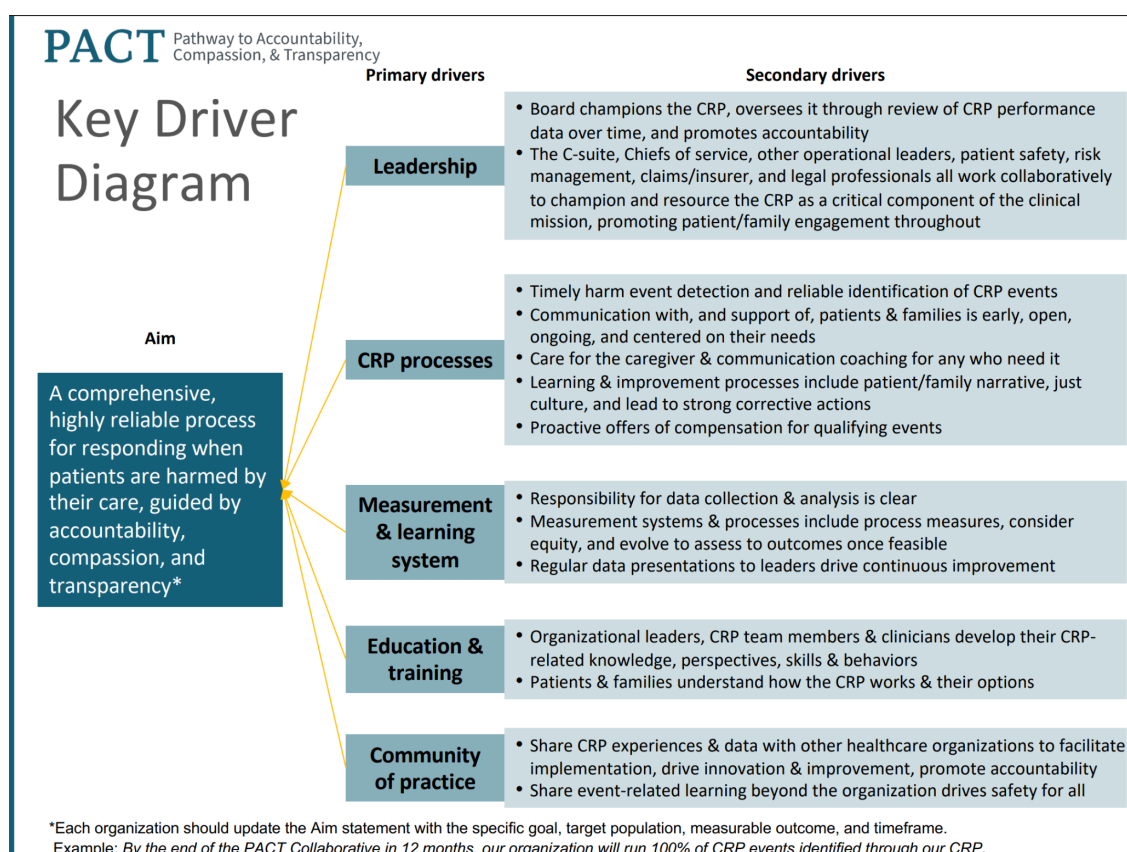 PACT Pathway to Accountability,
Compassion, & Transparency
Key Driver
Diagram
Primary drivers
Secondary drivers
Aim
A comprehensive,
highly reliable process
for responding when
patients are harmed by
their care, guided by
accountability,
compassion, and
transparency*
Leadership
• Board champions the CRP, oversees it through review of CRP performance
data over time, and promotes accountability
• The C-suite, Chiefs of service, other operational leaders, patient safety, risk
management, claims/insurer, and legal professionals all work collaboratively
to champion and resource the CRP as a critical component of the clinical
mission, promoting patient/family engagement throughout
CRP processes
• Timely harm event detection and reliable identification of CRP events
• Communication with, and support of, patients & families is early, open,
ongoing, and centered on their needs
• Care for the caregiver & communication coaching for any who need it
• Learning & improvement processes include patient/family narrative, just
culture, and lead to strong corrective actions
• Proactive offers of compensation for qualifying events
Measurement
& learning
system
• Responsibility for data collection & analysis is clear
• Measurement systems & processes include process measures, consider
equity, and evolve to assess to outcomes once feasible
• Regular data presentations to leaders drive continuous improvement
Education &
training
• Organizational leaders, CRP team members & clinicians develop their CRP-
related knowledge, perspectives, skills & behaviors
• Patients & families understand how the CRP works & their options
Community
of practice
• Share CRP experiences & data with other healthcare organizations to facilitate
implementation, drive innovation & improvement, promote accountability
• Share event-related learning beyond the organization drives safety for all
*Each organization should update the Aim statement with the specific goal, target population, measurable outcome, and timeframe.
Example: By the end of the PACT Collaborative in 12 months, our organization will run 100% of CRP events identified through our CRP.